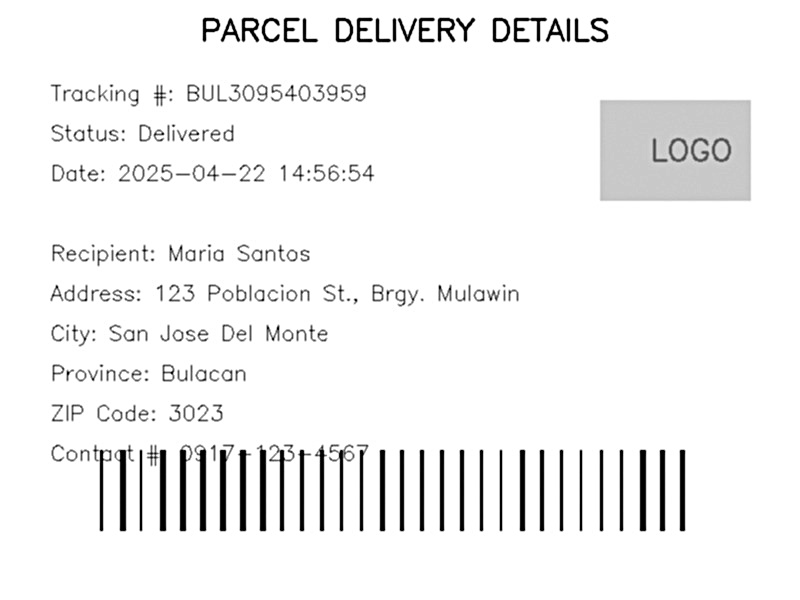 PARCEL DELIVERY DETAILS
Tracking #: BUL3095403959
Status: Delivered
Date: 2025-04-22 14:56:54
LOGO
Recipient: Maria Santos
Address: 123 Poblacion St., Brgy. Mulawin
City: San Jose Del Monte
Province: Bulacan
ZIP Code: 3023
Contact #: 0917-123-4567